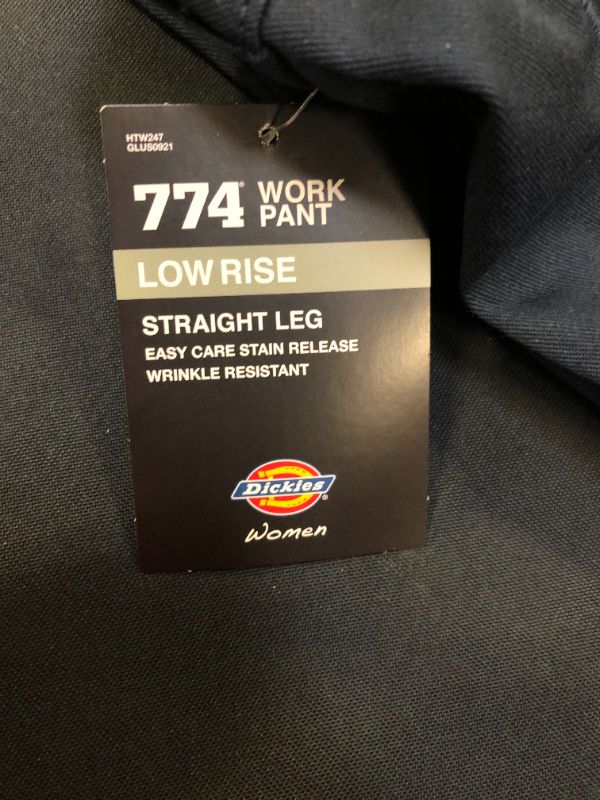 HTW247
GLUS0921
774® WORK
PANT
LOW RISE
STRAIGHT LEG
EASY CARE STAIN RELEASE
WRINKLE RESISTANT
Dickies®
Women